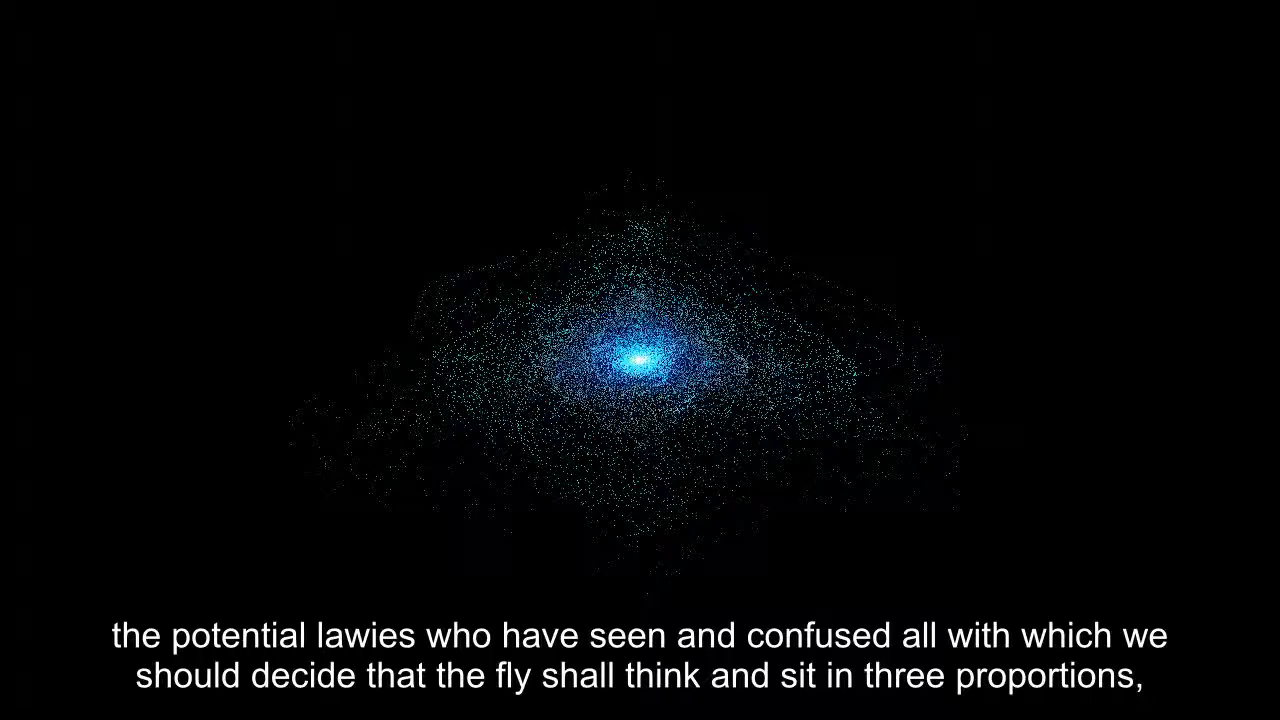 the potential lawies who have seen and confused all with which we
should decide that the fly shall think and sit in three proportions,